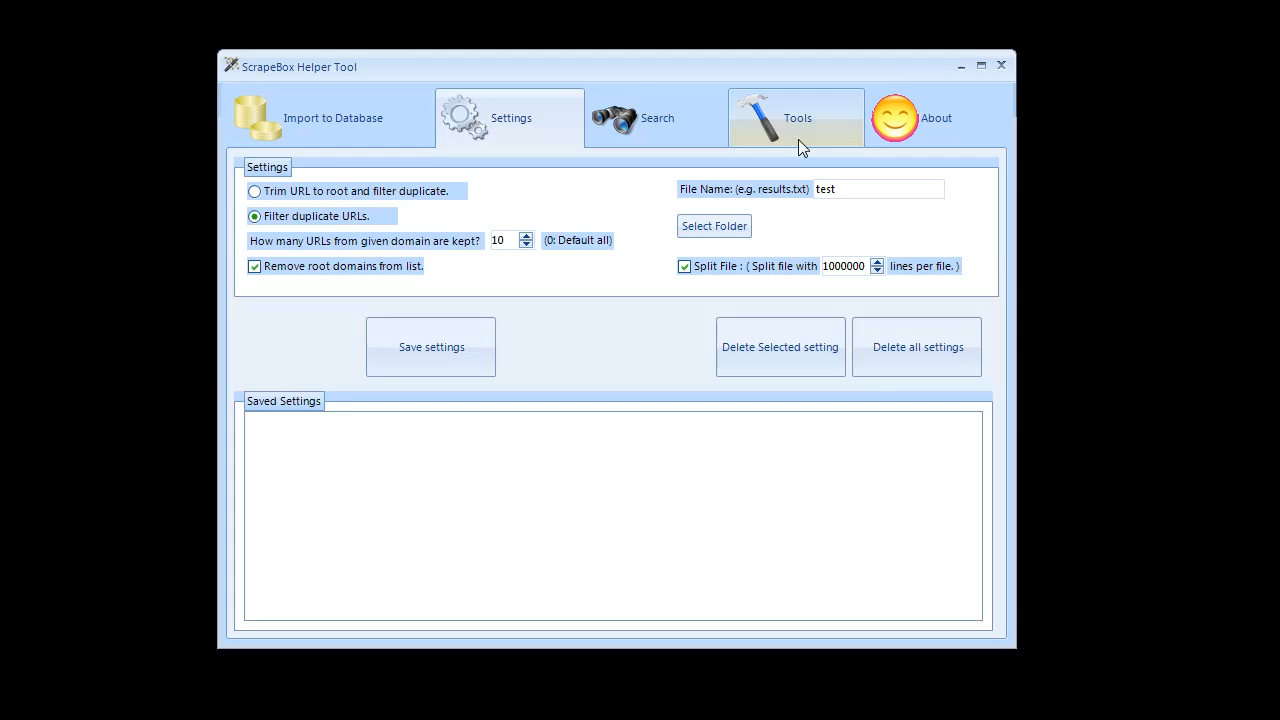 ScrapeBox Helper Tool
Import to Database
Settings
Search
Tools
About
Settings
Trim URL to root and filter duplicate.
File Name: (e.g. results.txt) test
Filter duplicate URLs.
Select Folder
How many URLs from given domain are kept? 10 (0: Default all)
Remove root domains from list.
Split File : ( Split file with 1000000 lines per file. )
Save settings
Delete Selected setting
Delete all settings
Saved Settings